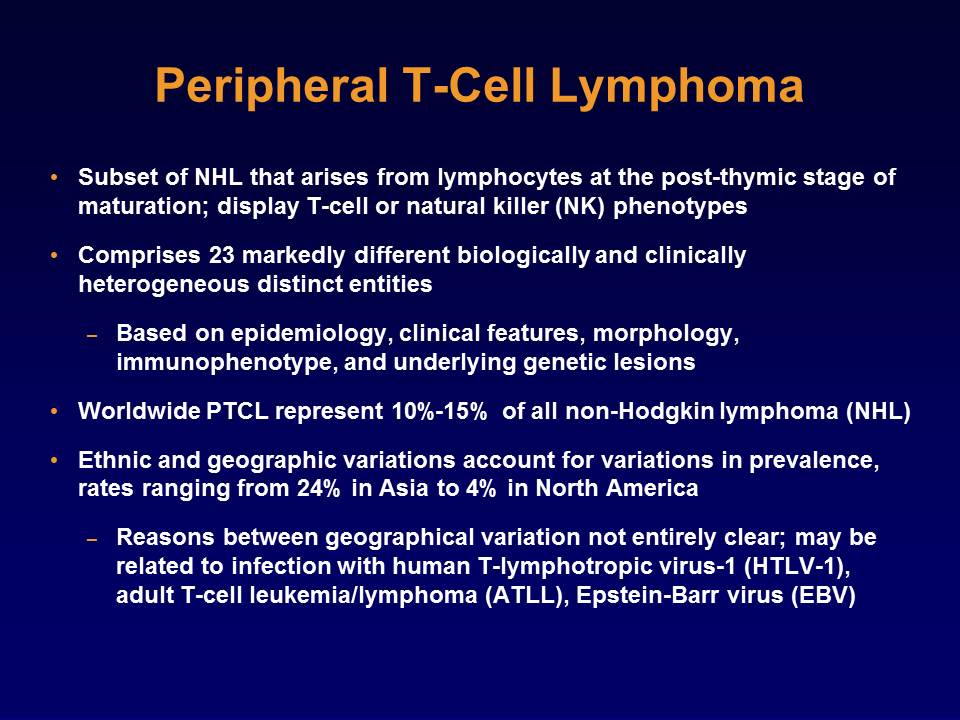 Peripheral T-Cell Lymphoma
• Subset of NHL that arises from lymphocytes at the post-thymic stage of
maturation; display T-cell or natural killer (NK) phenotypes
• Comprises 23 markedly different biologically and clinically
heterogeneous distinct entities
– Based on epidemiology, clinical features, morphology,
immunophenotype, and underlying genetic lesions
• Worldwide PTCL represent 10%-15% of all non-Hodgkin lymphoma (NHL)
• Ethnic and geographic variations account for variations in prevalence,
rates ranging from 24% in Asia to 4% in North America
– Reasons between geographical variation not entirely clear; may be
related to infection with human T-lymphotropic virus-1 (HTLV-1),
adult T-cell leukemia/lymphoma (ATLL), Epstein-Barr virus (EBV)